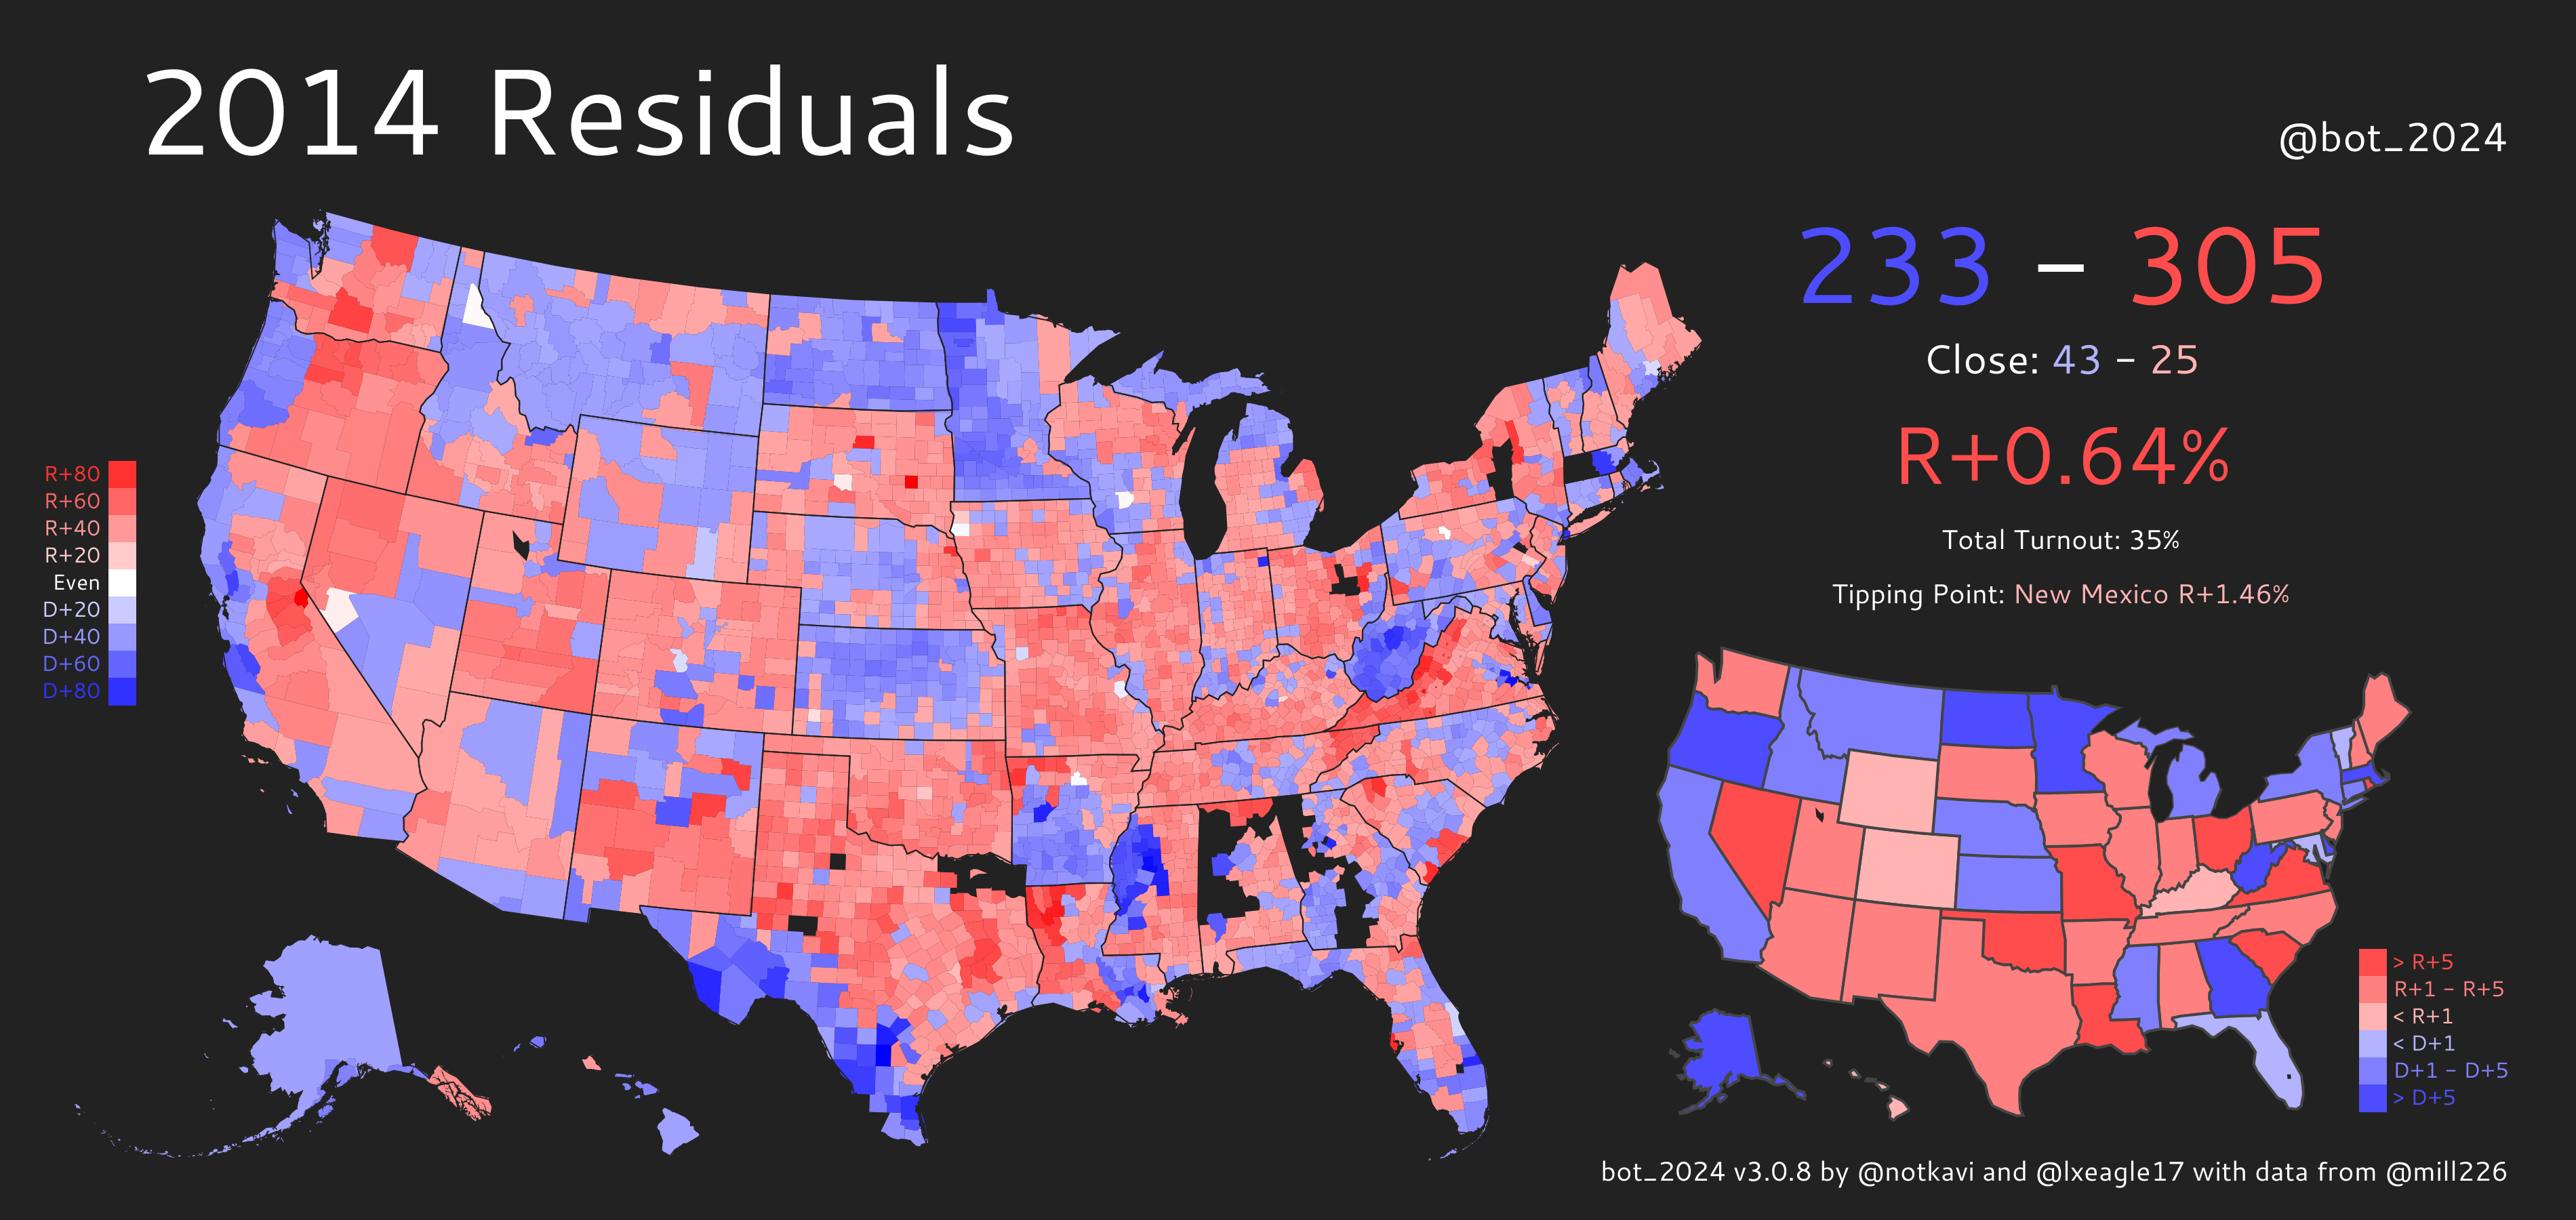 2014 Residuals
@bot_2024
233 – 305
Close: 43 – 25
R+0.64%
Total Turnout: 35%
Tipping Point: New Mexico R+1.46%
R+80
R+60
R+40
R+20
Even
D+20
D+40
D+60
D+80
> R+5
R+1 – R+5
< R+1
< D+1
D+1 – D+5
> D+5
bot_2024 v3.0.8 by @notkavi and @lxeagle17 with data from @mill226